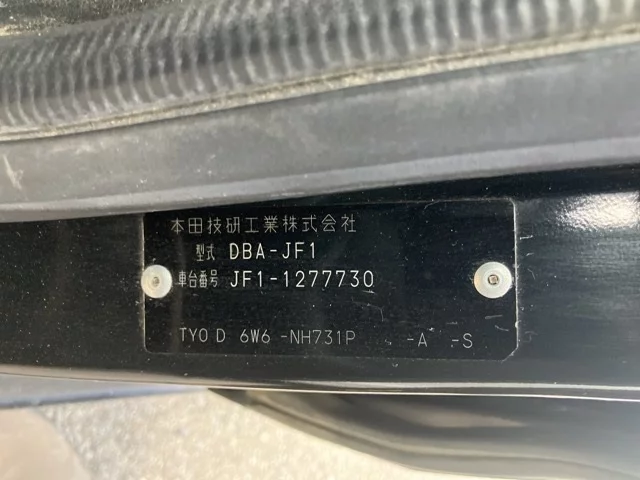 本田技研工業株式会社
型式 DBA-JF1
車台番号 JF1-1277730
TY0 D 6W6 -NH731P -A -S